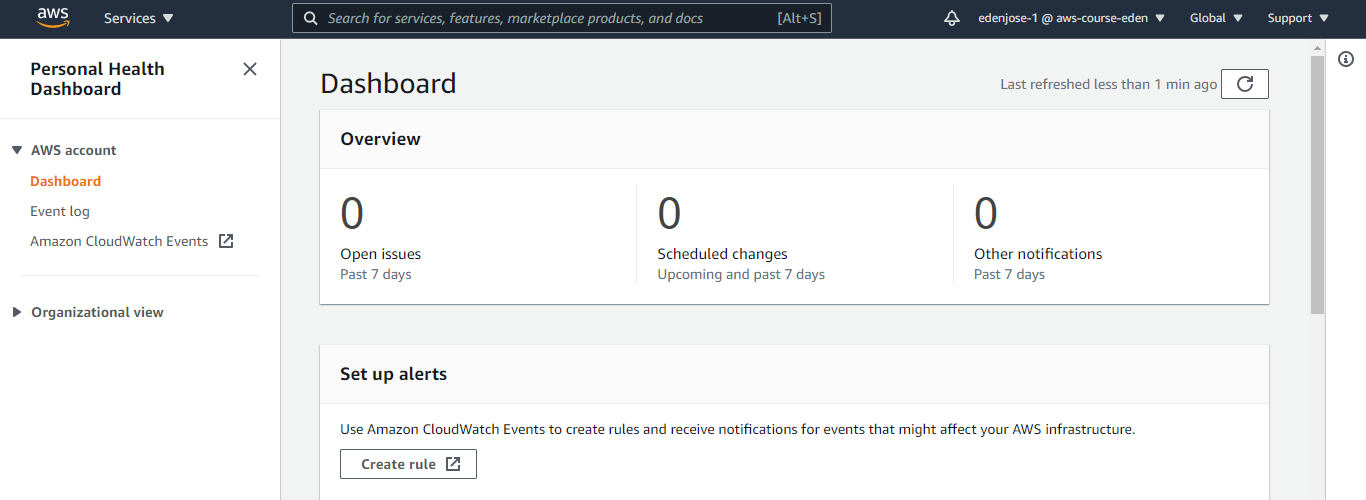 aws
Services
Search for services, features, marketplace products, and docs [Alt+S]
edenjose-1 @ aws-course-eden
Global
Support
Personal Health
Dashboard
AWS account
Dashboard
Event log
Amazon CloudWatch Events
Organizational view
Dashboard
Last refreshed less than 1 min ago
Overview
0
Open issues
Past 7 days
0
Scheduled changes
Upcoming and past 7 days
0
Other notifications
Past 7 days
Set up alerts
Use Amazon CloudWatch Events to create rules and receive notifications for events that might affect your AWS infrastructure.
Create rule